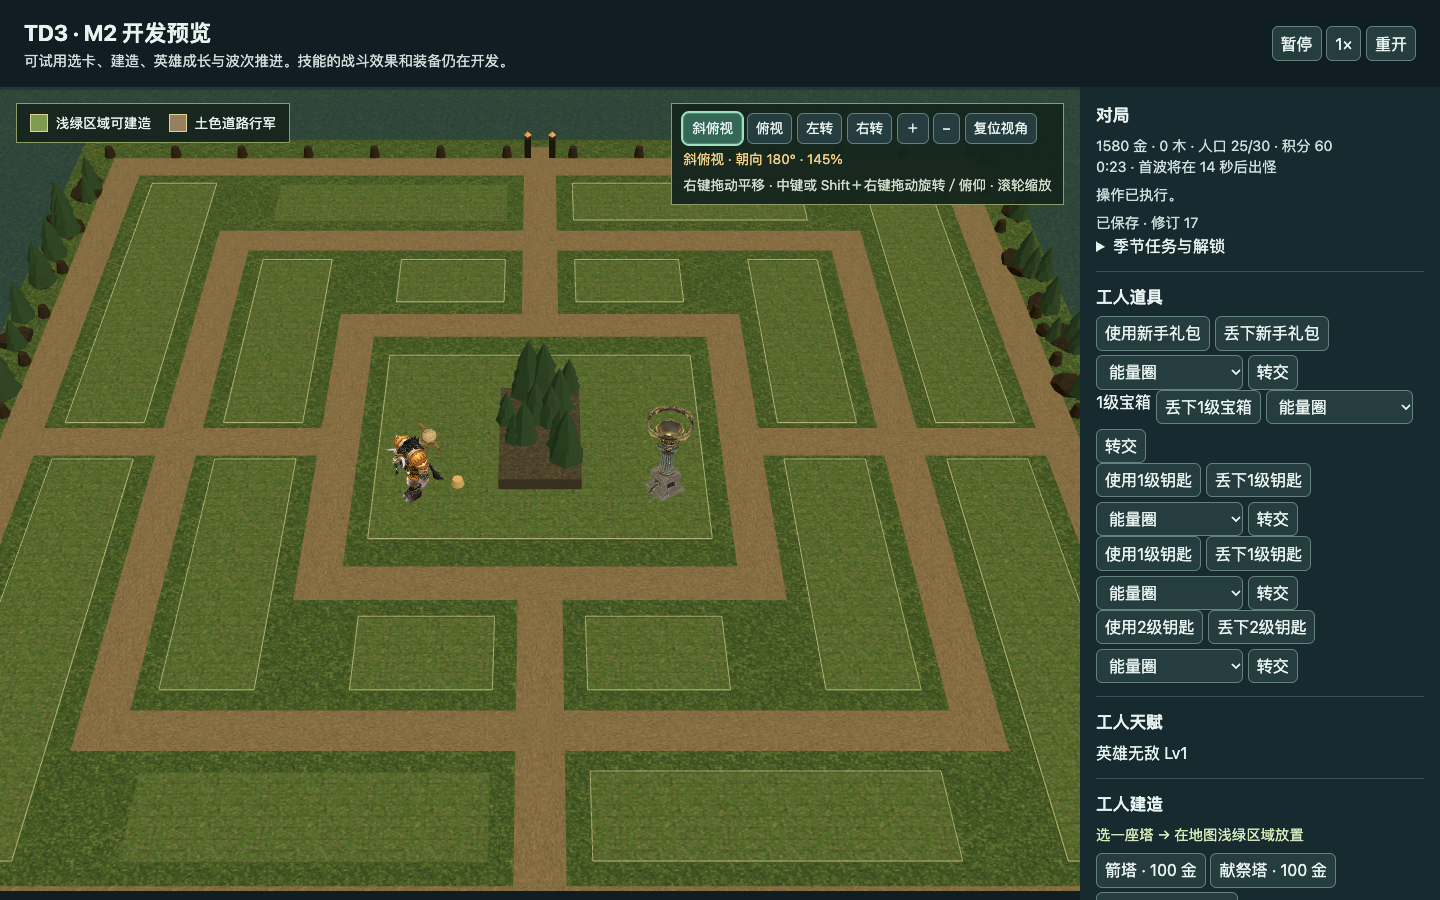 TD3 · M2 开发预览
可试用选卡、建造、英雄成长与波次推进。技能的战斗效果和装备仍在开发。
暂停 1× 重开
浅绿区域可建造 土色道路行军
斜俯视 俯视 左转 右转 + − 复位视角
斜俯视 · 朝向 180° · 145%
右键拖动平移 · 中键或 Shift＋右键拖动旋转 / 俯仰 · 滚轮缩放
对局
1580 金 · 0 木 · 人口 25/30 · 积分 60
0:23 · 首波将在 14 秒后出怪
操作已执行。
已保存 · 修订 17
▶ 季节任务与解锁
工人道具
使用新手礼包 丢下新手礼包
能量圈 转交
1级宝箱 丢下1级宝箱 能量圈
转交
使用1级钥匙 丢下1级钥匙
能量圈 转交
使用1级钥匙 丢下1级钥匙
能量圈 转交
使用2级钥匙 丢下2级钥匙
能量圈 转交
工人天赋
英雄无敌 Lv1
工人建造
选一座塔 → 在地图浅绿区域放置
箭塔 · 100 金 献祭塔 · 100 金